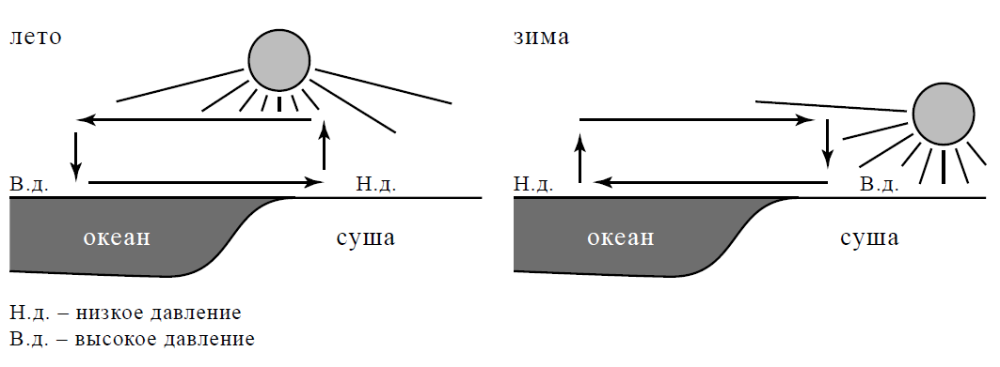 лето
зима
В.д.
Н.д.
Н.д.
В.д.
океан
суша
океан
суша
Н.д. – низкое давление
В.д. – высокое давление